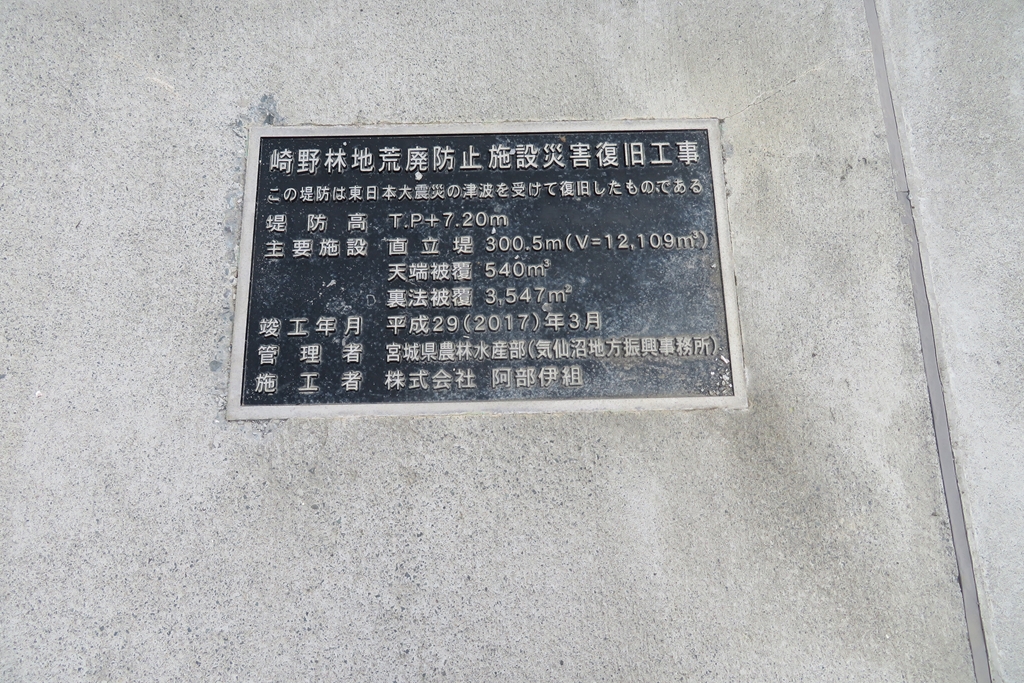 崎野林地荒廃防止施設災害復旧工事
この堤防は東日本大震災の津波を受けて復旧したものである
堤防高 T.P+7.20m
主要施設 直立堤 300.5m(V=12,109m³)
天端被覆 540m³
裏法被覆 3,547m²
竣工年月 平成29(2017)年3月
管理者 宮城県農林水産部(気仙沼地方振興事務所)
施工者 株式会社 阿部伊組